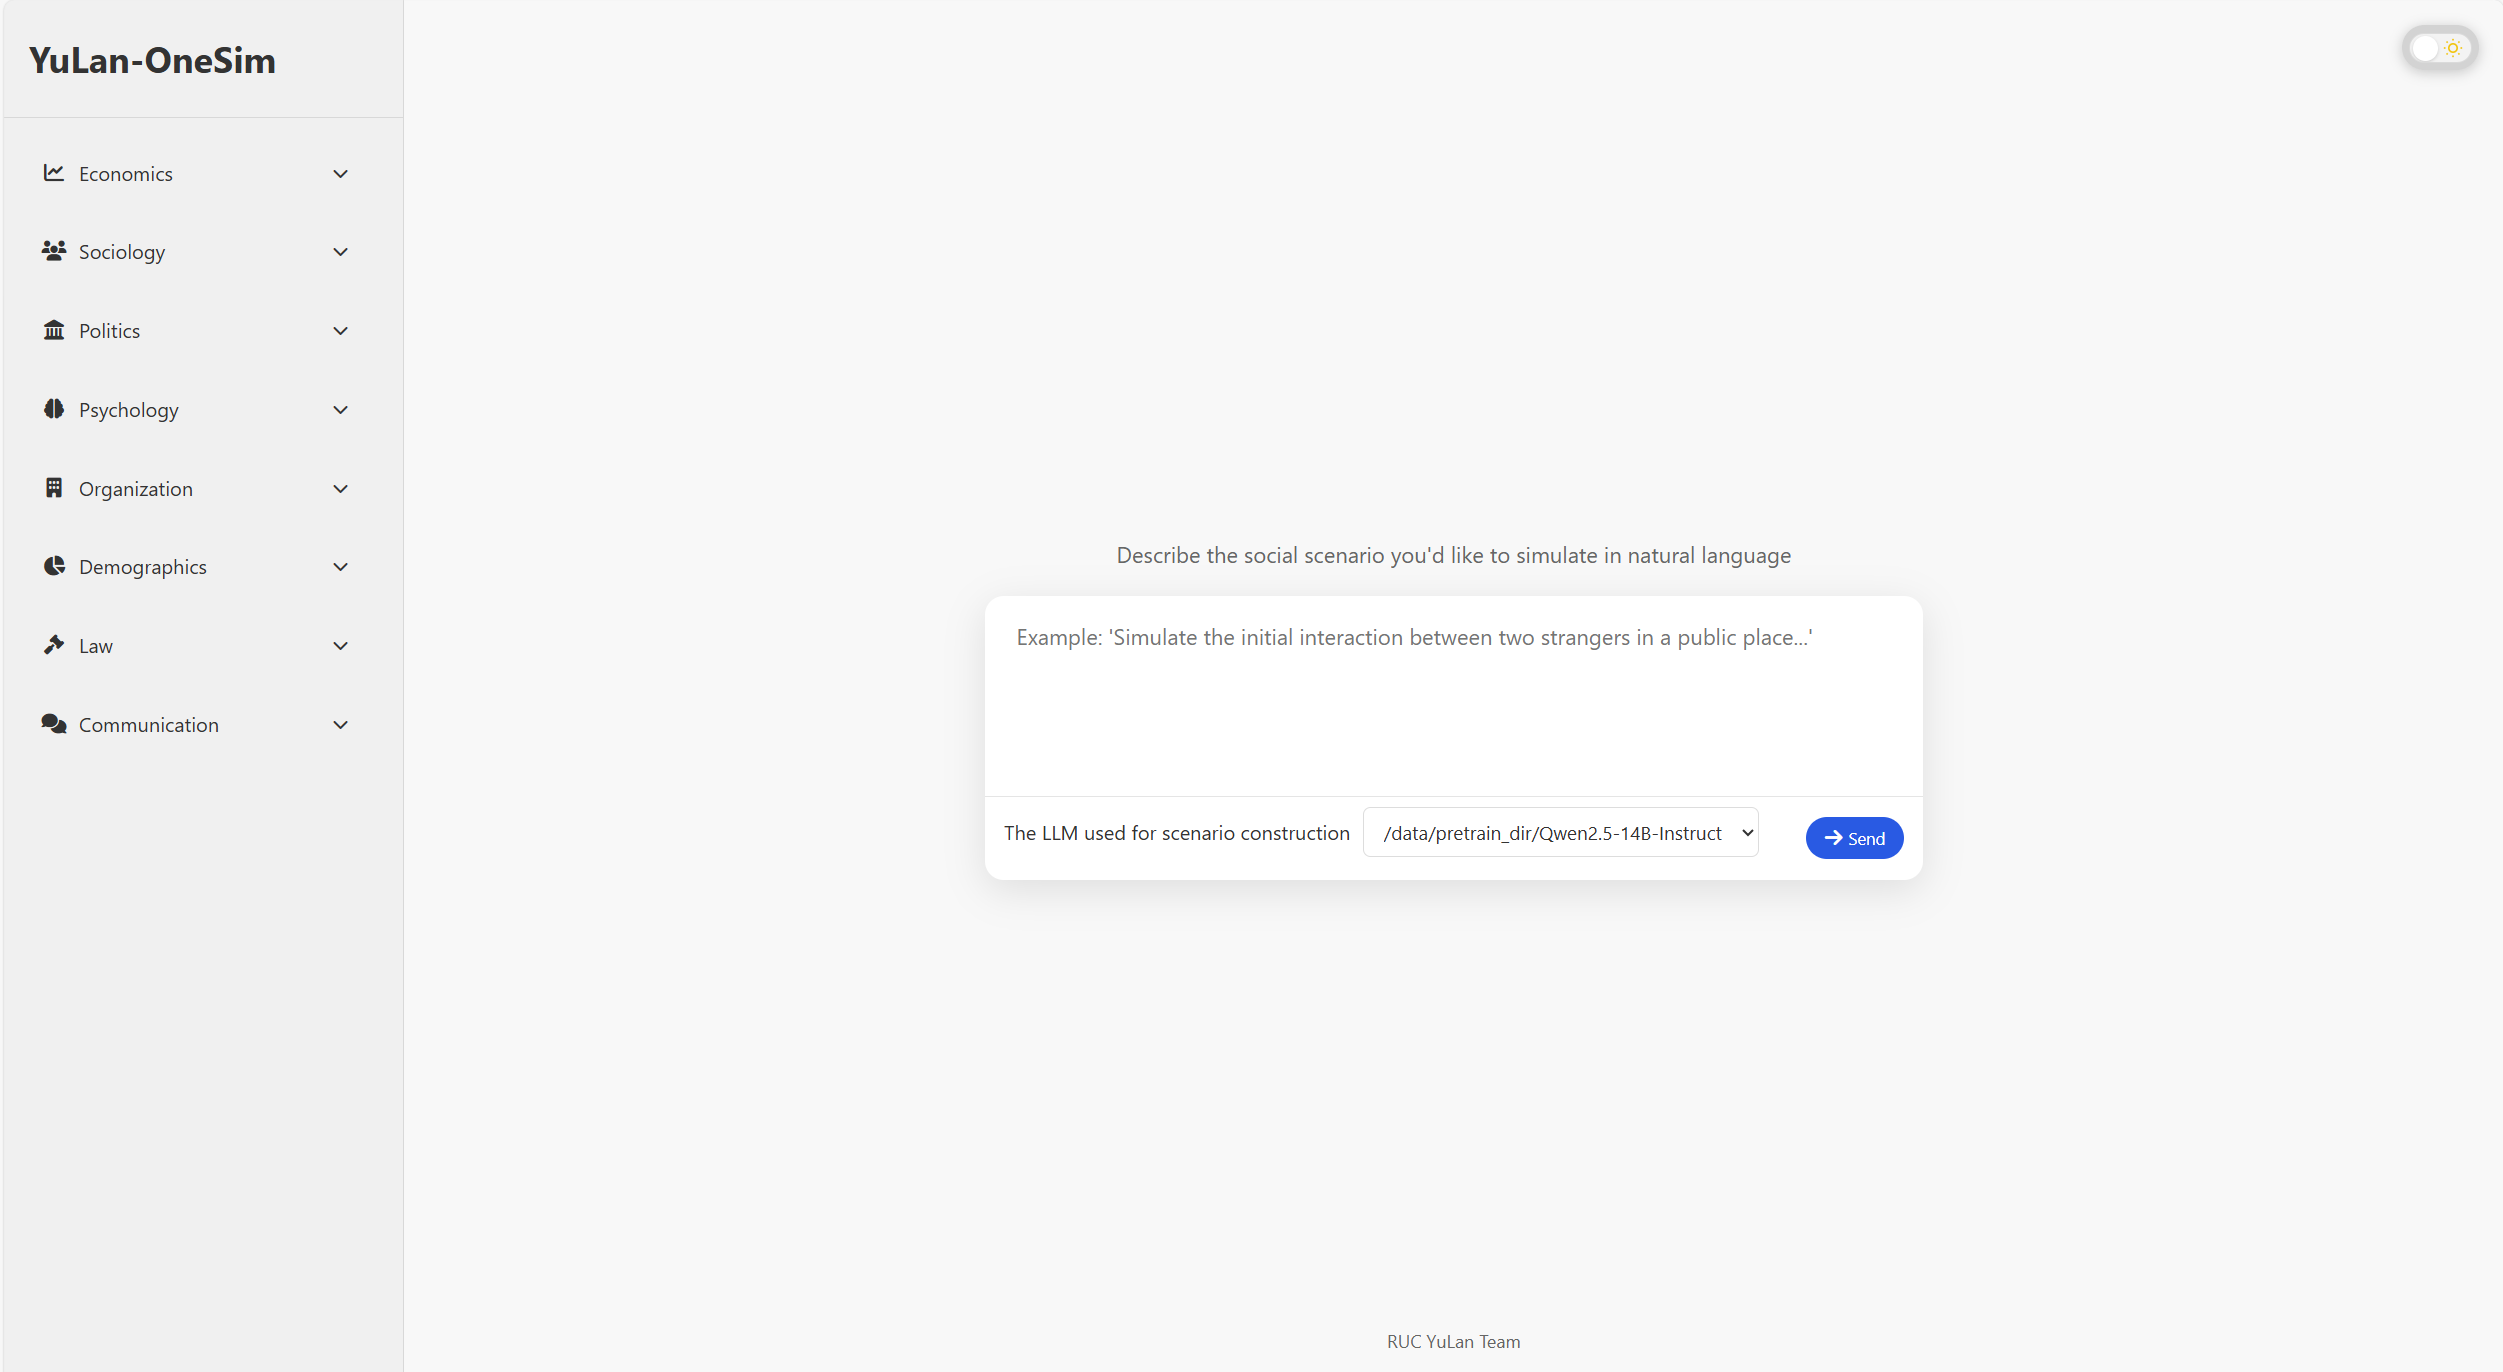 YuLan-OneSim
Economics
Sociology
Politics
Psychology
Organization
Demographics
Law
Communication
Describe the social scenario you'd like to simulate in natural language
Example: 'Simulate the initial interaction between two strangers in a public place...'
The LLM used for scenario construction /data/pretrain_dir/Qwen2.5-14B-Instruct Send
RUC YuLan Team